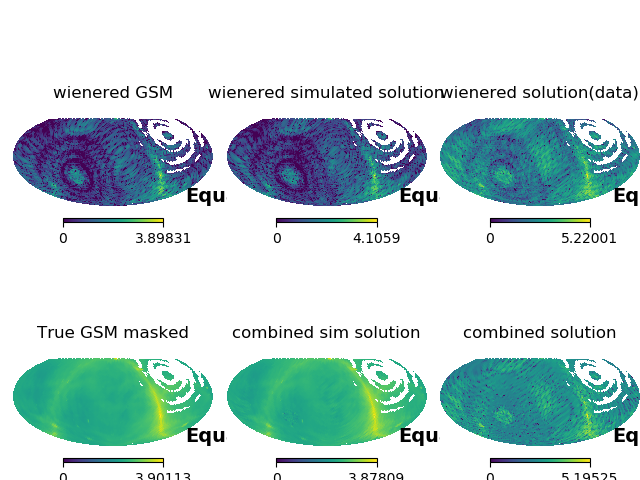 wienered GSM
wienered simulated solution
wienered solution(data)
Equ
Equ
Eq
0
3.89831
0
4.1059
0
5.22001
True GSM masked
combined sim solution
combined solution
Equ
Equ
Eq
0
3.90113
0
3.87809
0
5.19525